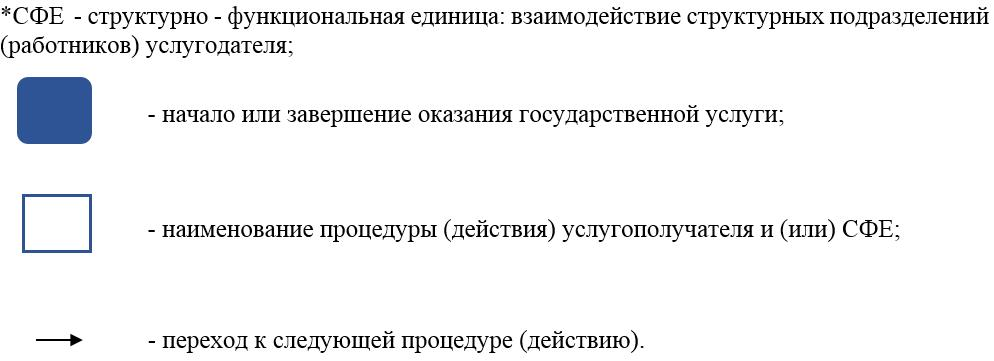 *СФЕ - структурно - функциональная единица: взаимодействие структурных подразделений
(работников) услугодателя;
- начало или завершение оказания государственной услуги;
- наименование процедуры (действия) услугополучателя и (или) СФЕ;
- переход к следующей процедуре (действию).